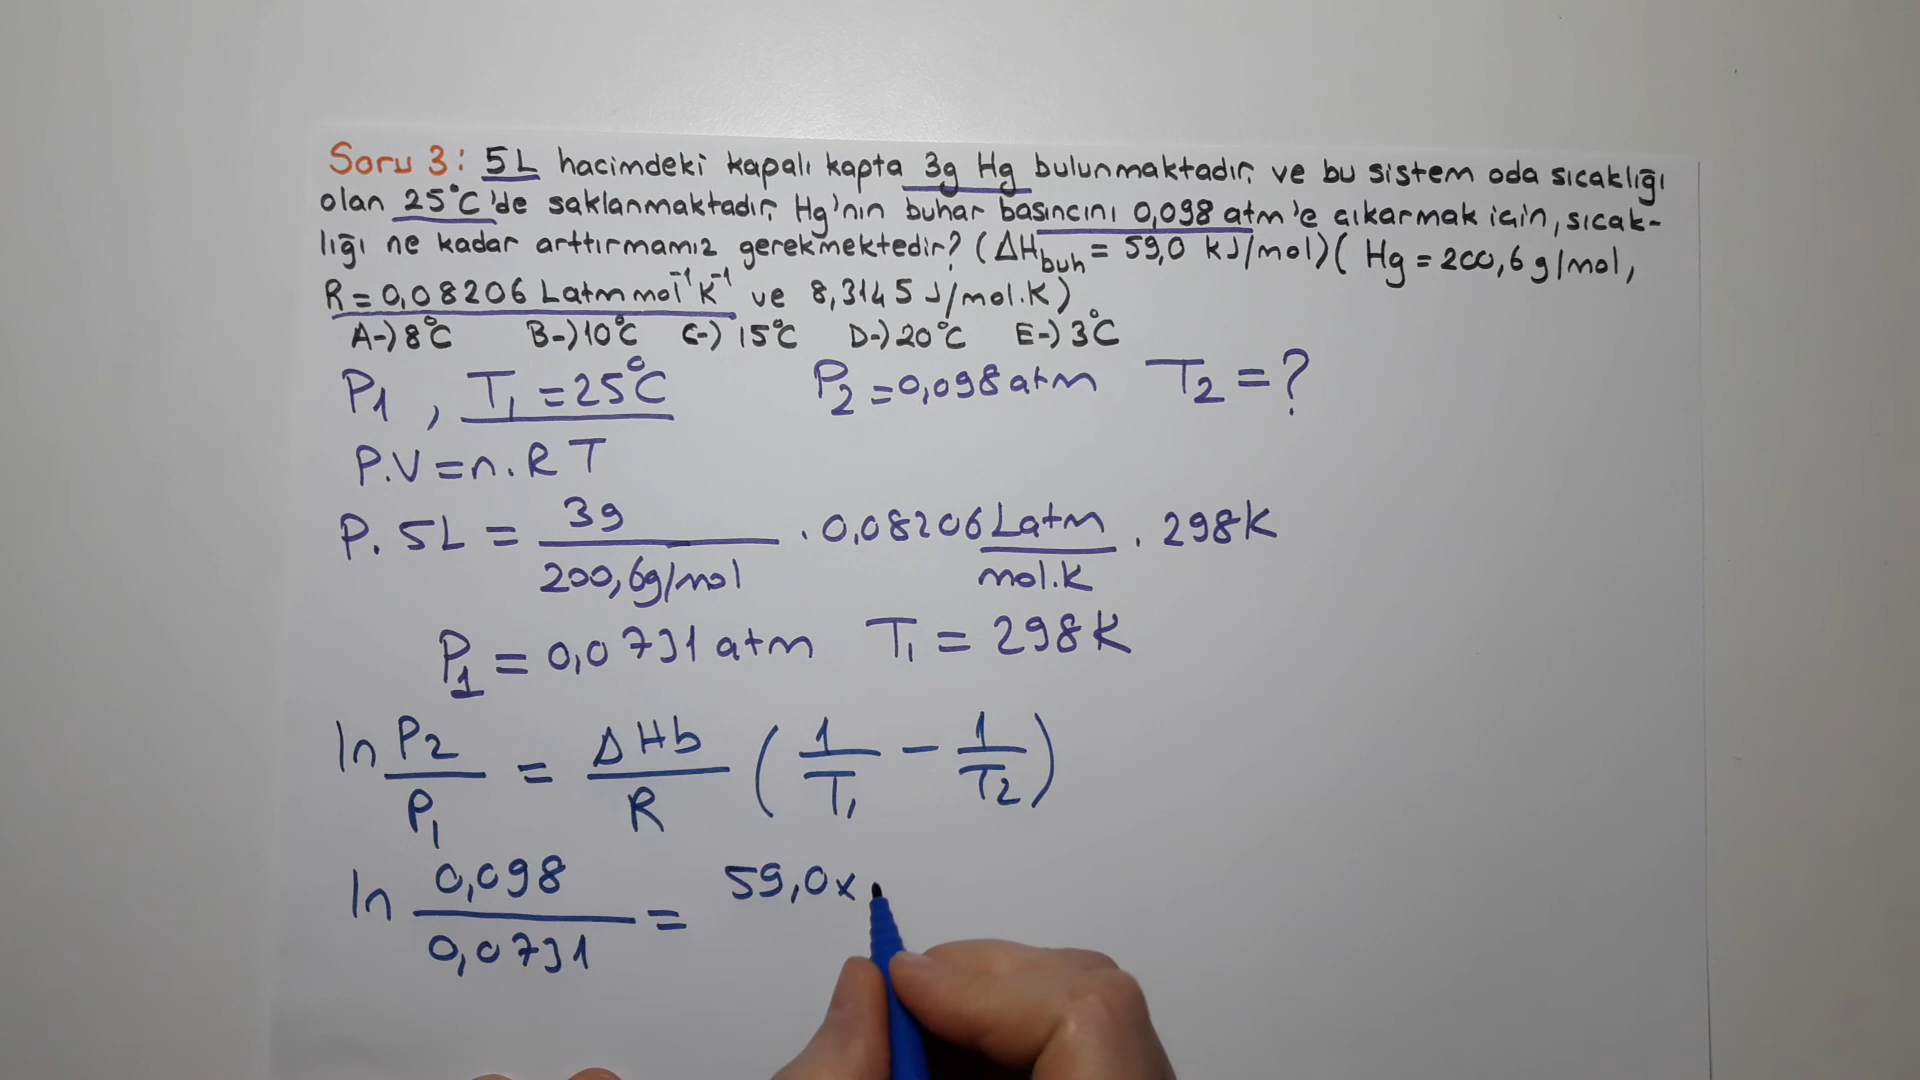 Soru 3: 5L hacimdeki kapalı kapta 3g Hg bulunmaktadır, ve bu sistem oda sıcaklığı
olan 25°C'de saklanmaktadır, Hg'nın buhar basıncını 0,098 atm'e çıkarmak için, sıcak-
lığı ne kadar arttırmamız gerekmektedir? (ΔHbuh = 59,0 kJ/mol)(Hg = 200,6 g/mol,
R = 0,08206 L atm mol⁻¹ K⁻¹ ve 8,3145 J/mol.K)
A-) 8°C B-) 10°C C-) 15°C D-) 20°C E-) 3°C
P1 , T1 = 25°C P2 = 0,098 atm T2 = ?
P.V = n.RT
P. 5L = 3g / 200,6g/mol . 0,08206 L atm / mol.K . 298K
P1 = 0,0731 atm T1 = 298K
ln P2/P1 = ΔHb/R (1/T1 - 1/T2)
ln 0,098/0,0731 = 59,0x